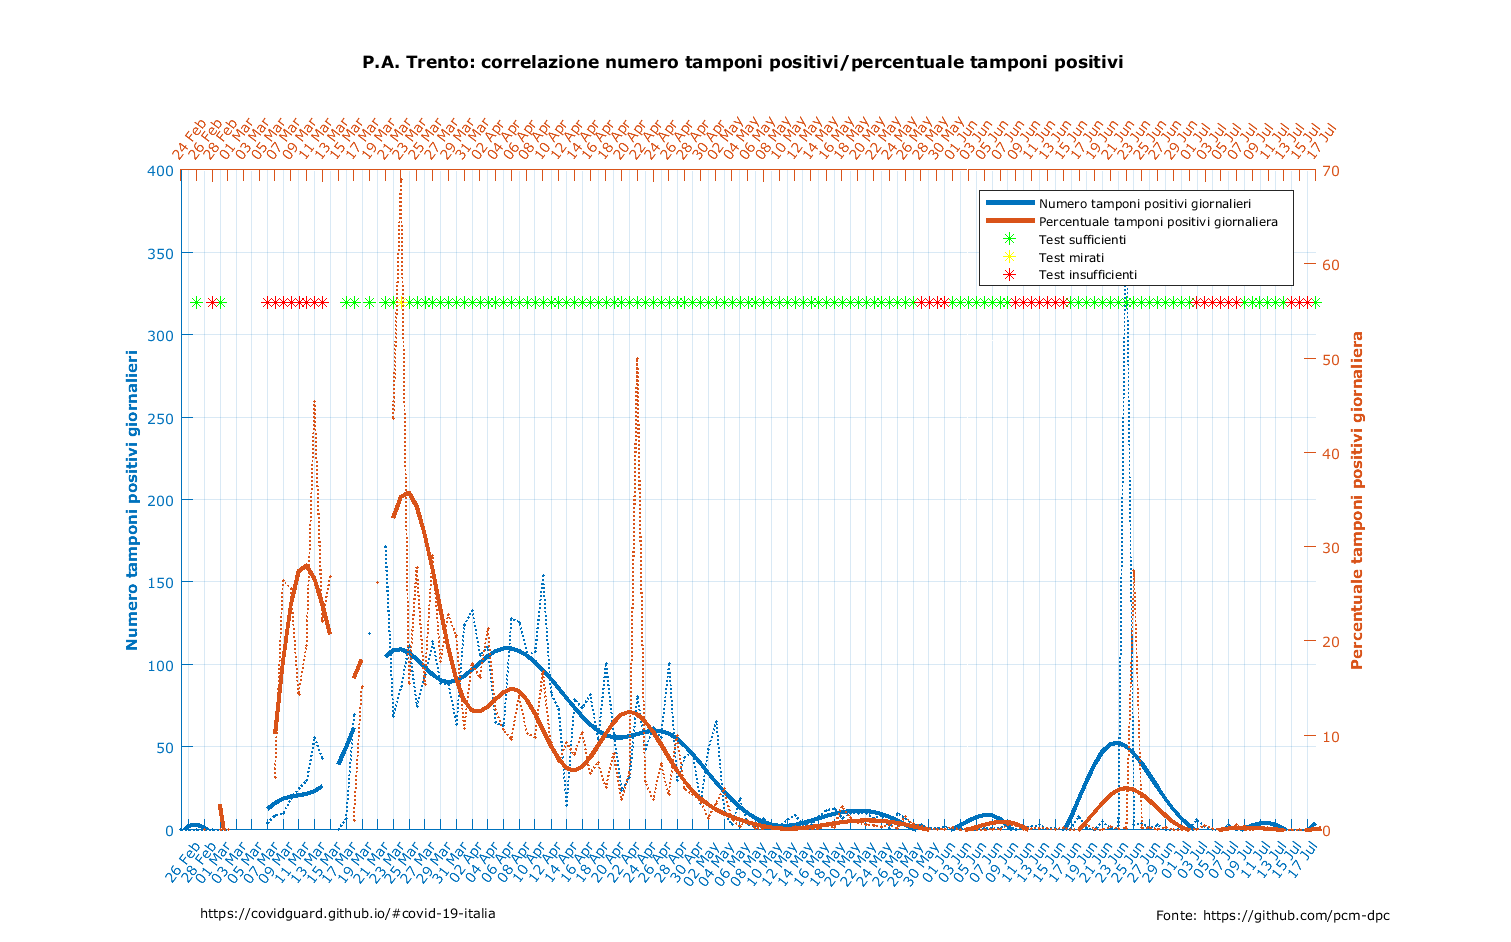 P.A. Trento: correlazione numero tamponi positivi/percentuale tamponi positivi
24 Feb
26 Feb
28 Feb
01 Mar
03 Mar
05 Mar
07 Mar
09 Mar
11 Mar
13 Mar
15 Mar
17 Mar
19 Mar
21 Mar
23 Mar
25 Mar
27 Mar
29 Mar
31 Mar
02 Apr
04 Apr
06 Apr
08 Apr
10 Apr
12 Apr
14 Apr
16 Apr
18 Apr
20 Apr
22 Apr
24 Apr
26 Apr
28 Apr
30 Apr
02 May
04 May
06 May
08 May
10 May
12 May
14 May
16 May
18 May
20 May
22 May
24 May
26 May
28 May
30 May
01 Jun
03 Jun
05 Jun
07 Jun
09 Jun
11 Jun
13 Jun
15 Jun
17 Jun
19 Jun
21 Jun
23 Jun
25 Jun
27 Jun
29 Jun
01 Jul
03 Jul
05 Jul
07 Jul
09 Jul
11 Jul
13 Jul
15 Jul
17 Jul
400
350
300
250
200
150
100
50
0
Numero tamponi positivi giornalieri
Numero tamponi positivi giornalieri
Percentuale tamponi positivi giornaliera
Test sufficienti
Test mirati
Test insufficienti
70
60
50
40
30
20
10
0
Percentuale tamponi positivi giornaliera
26 Feb
28 Feb
01 Mar
03 Mar
05 Mar
07 Mar
09 Mar
11 Mar
13 Mar
15 Mar
17 Mar
19 Mar
21 Mar
23 Mar
25 Mar
27 Mar
29 Mar
31 Mar
02 Apr
04 Apr
06 Apr
08 Apr
10 Apr
12 Apr
14 Apr
16 Apr
18 Apr
20 Apr
22 Apr
24 Apr
26 Apr
28 Apr
30 Apr
02 May
04 May
06 May
08 May
10 May
12 May
14 May
16 May
18 May
20 May
22 May
24 May
26 May
28 May
30 May
01 Jun
03 Jun
05 Jun
07 Jun
09 Jun
11 Jun
13 Jun
15 Jun
17 Jun
19 Jun
21 Jun
23 Jun
25 Jun
27 Jun
29 Jun
01 Jul
03 Jul
05 Jul
07 Jul
09 Jul
11 Jul
13 Jul
15 Jul
17 Jul
https://covidguard.github.io/#covid-19-italia
Fonte: https://github.com/pcm-dpc